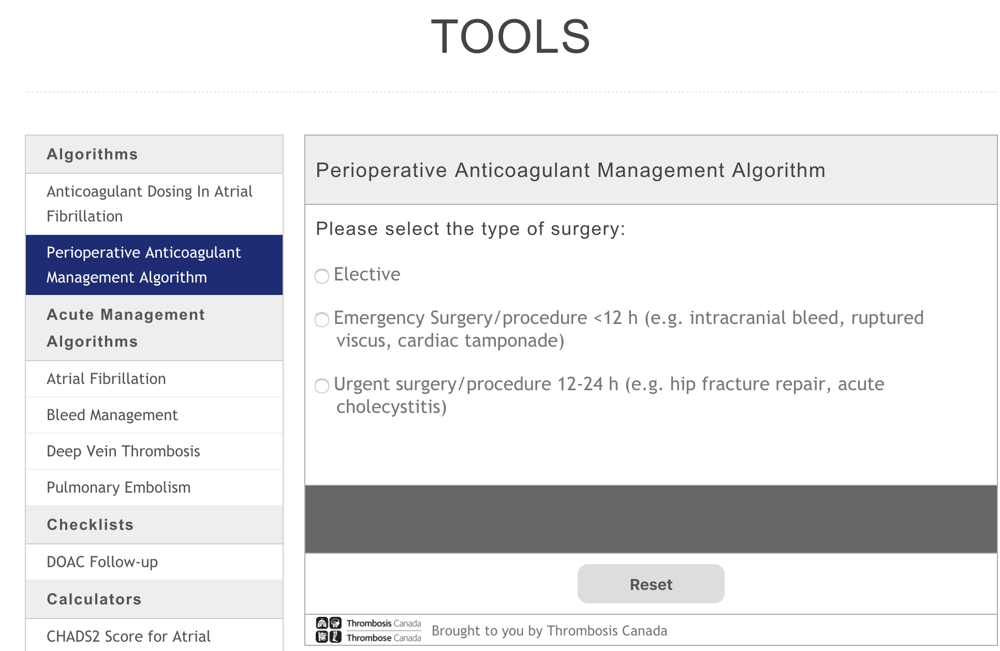 TOOLS
Algorithms
Anticoagulant Dosing In Atrial
Fibrillation
Perioperative Anticoagulant
Management Algorithm
Acute Management
Algorithms
Atrial Fibrillation
Bleed Management
Deep Vein Thrombosis
Pulmonary Embolism
Checklists
DOAC Follow-up
Calculators
CHADS2 Score for Atrial
Perioperative Anticoagulant Management Algorithm
Please select the type of surgery:
Elective
Emergency Surgery/procedure <12 h (e.g. intracranial bleed, ruptured
viscus, cardiac tamponade)
Urgent surgery/procedure 12-24 h (e.g. hip fracture repair, acute
cholecystitis)
Reset
Thrombosis Canada
Thrombose Canada
Brought to you by Thrombosis Canada